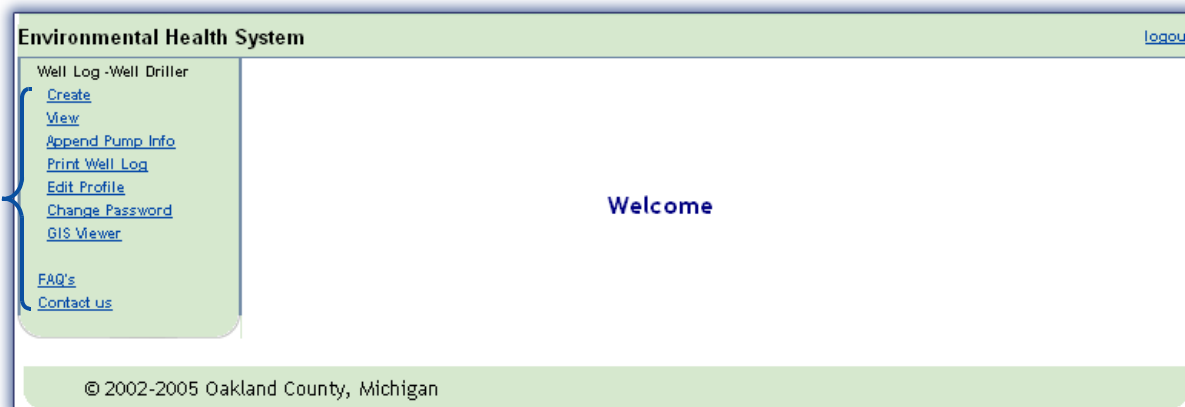 Environmental Health System
logou
Well Log -Well Driller
Create
View
Append Pump Info
Print Well Log
Edit Profile
Change Password
GIS Viewer
FAQ's
Contact us
Welcome
© 2002-2005 Oakland County, Michigan